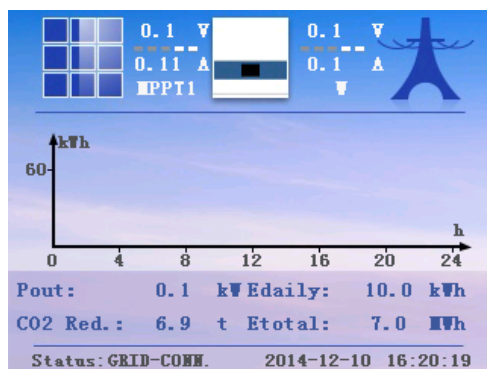 0.1 V 0.1 V
0.11 A 0.1 A
MPPT1 W
kWh
60
h
0 4 8 12 16 20 24
Pout: 0.1 kW Edaily: 10.0 kWh
CO2 Red.: 6.9 t Etotal: 7.0 MWh
Status:GRID-CONN. 2014-12-10 16:20:19